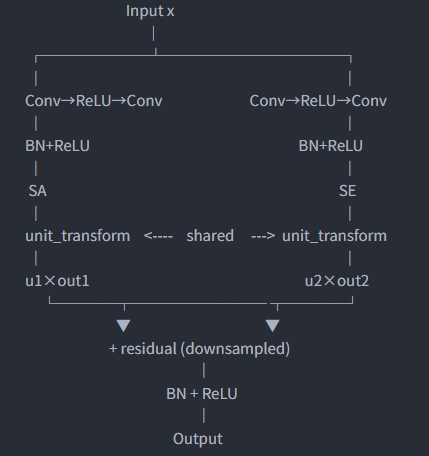 Input x
Conv→ReLU→Conv Conv→ReLU→Conv
BN+ReLU BN+ReLU
SA SE
unit_transform <---- shared ---> unit_transform
u1×out1 u2×out2
+ residual (downsampled)
BN + ReLU
Output